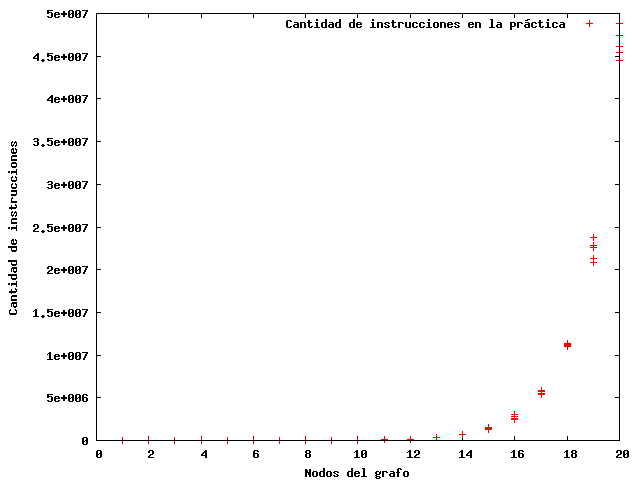 5e+007
Cantidad de instrucciones en la práctica
4.5e+007
4e+007
3.5e+007
3e+007
2.5e+007
2e+007
1.5e+007
1e+007
5e+006
0
Cantidad de instrucciones
0 2 4 6 8 10 12 14 16 18 20
Nodos del grafo